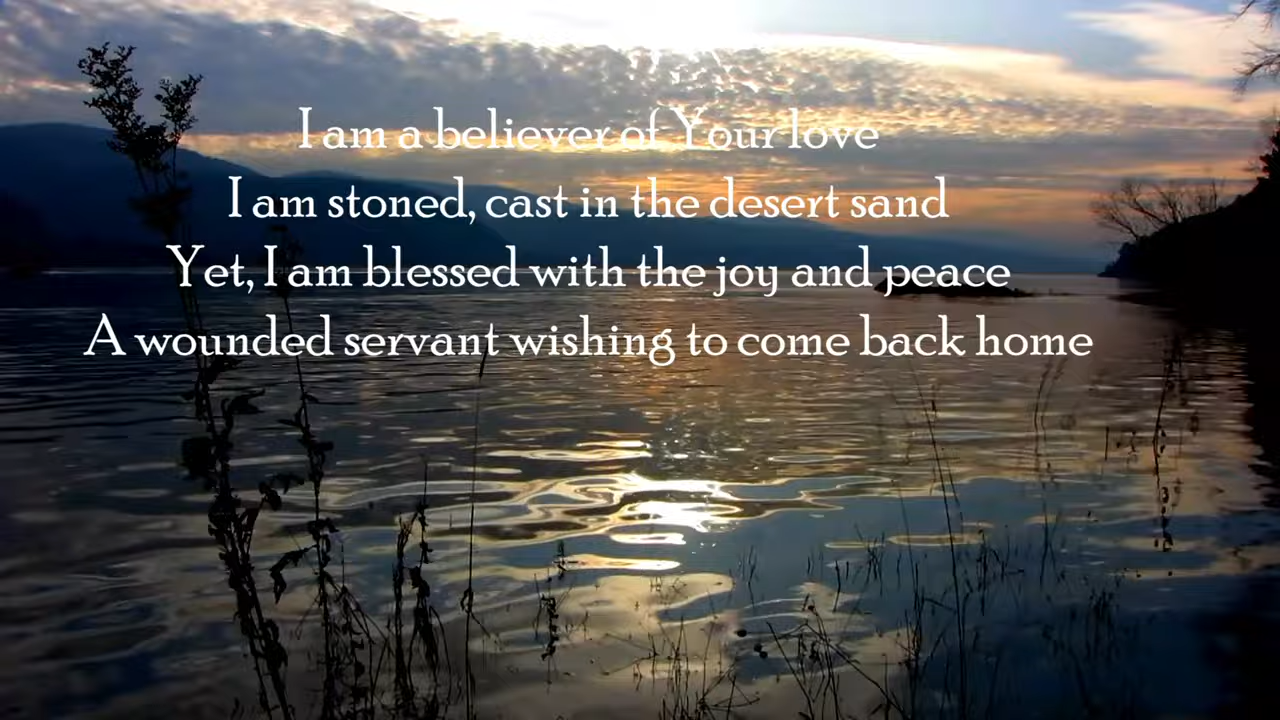 I am a believer of Your love
I am stoned, cast in the desert sand
Yet, I am blessed with the joy and peace
A wounded servant wishing to come back home